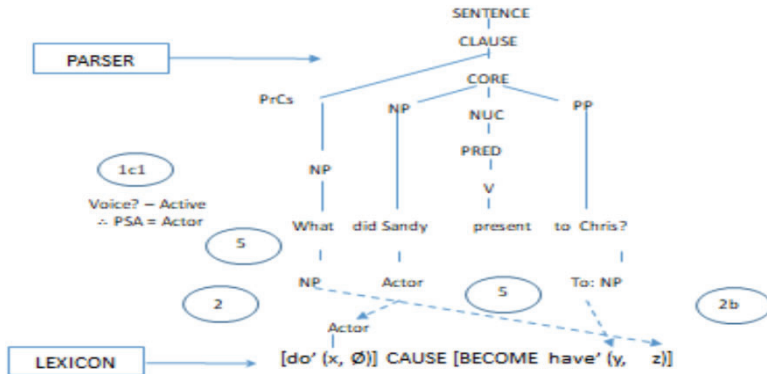 SENTENCE
CLAUSE
PARSER
CORE
PrCs NP PP
NUC
PRED
1c1 NP
V
Voice? – Active
∴ PSA = Actor
What did Sandy present to Chris?
5
NP Actor 5 To: NP
2 2b
Actor
LEXICON [do' (x, Ø)] CAUSE [BECOME have' (y, z)]